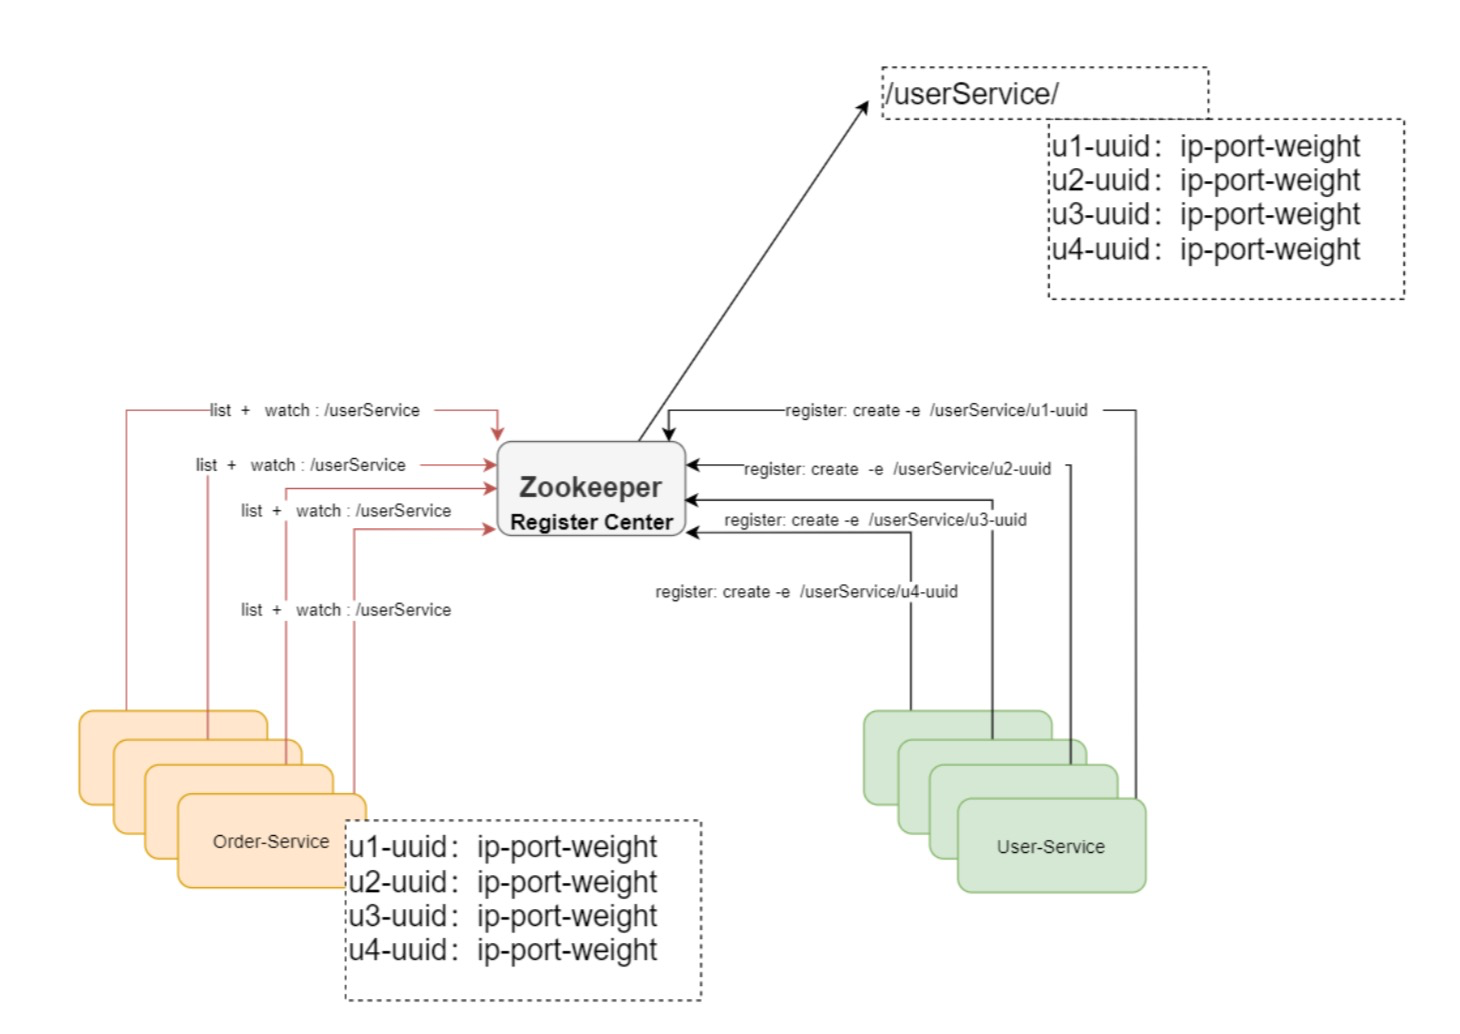 /userService/
u1-uuid：ip-port-weight
u2-uuid：ip-port-weight
u3-uuid：ip-port-weight
u4-uuid：ip-port-weight
list + watch : /userService
register: create -e /userService/u1-uuid
list + watch : /userService
register: create -e /userService/u2-uuid
Zookeeper
Register Center
list + watch : /userService
register: create -e /userService/u3-uuid
register: create -e /userService/u4-uuid
list + watch : /userService
Order-Service
User-Service
u1-uuid：ip-port-weight
u2-uuid：ip-port-weight
u3-uuid：ip-port-weight
u4-uuid：ip-port-weight